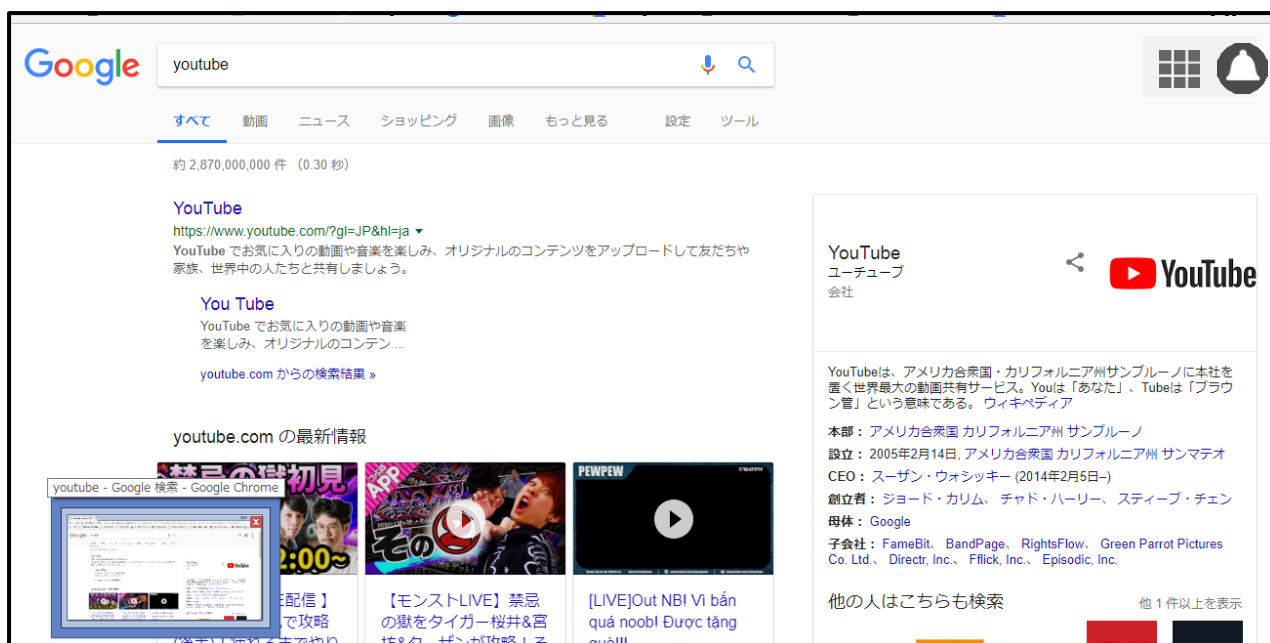 Google
youtube
すべて 動画 ニュース ショッピング 画像 もっと見る 設定 ツール
約 2,870,000,000 件 （0.30 秒）
YouTube
https://www.youtube.com/?gl=JP&hl=ja
YouTube でお気に入りの動画や音楽を楽しみ、オリジナルのコンテンツをアップロードして友だちや
家族、世界中の人たちと共有しましょう。
You Tube
YouTube でお気に入りの動画や音楽
を楽しみ、オリジナルのコンテン ...
youtube.com からの検索結果 »
youtube.com の最新情報
禁忌の獄初見
2:00~
APP
その
PEWPEW
youtube - Google 検索 - Google Chrome
生配信 】
で攻略
【モンストLIVE】禁忌
の獄をタイガー桜井&宮
[LIVE]Out NB! Vì bắn
quá noob! Được tặng
YouTube
ユーチューブ
会社
YouTube
YouTubeは、アメリカ合衆国・カリフォルニア州サンブルーノに本社を
置く世界最大の動画共有サービス。Youは「あなた」、Tubeは「ブラウ
ン管」という意味である。 ウィキペディア
本部： アメリカ合衆国 カリフォルニア州 サンブルーノ
設立： 2005年2月14日, アメリカ合衆国 カリフォルニア州 サンマテオ
CEO： スーザン・ウォシッキー (2014年2月5日–)
創立者： ジョード・カリム、 チャド・ハーリー、 スティーブ・チェン
母体： Google
子会社： FameBit、 BandPage、 RightsFlow、 Green Parrot Pictures
Co. Ltd.、 Directr, Inc.、 Fflick, Inc.、 Episodic, Inc.
他の人はこちらも検索 他 1 件以上を表示